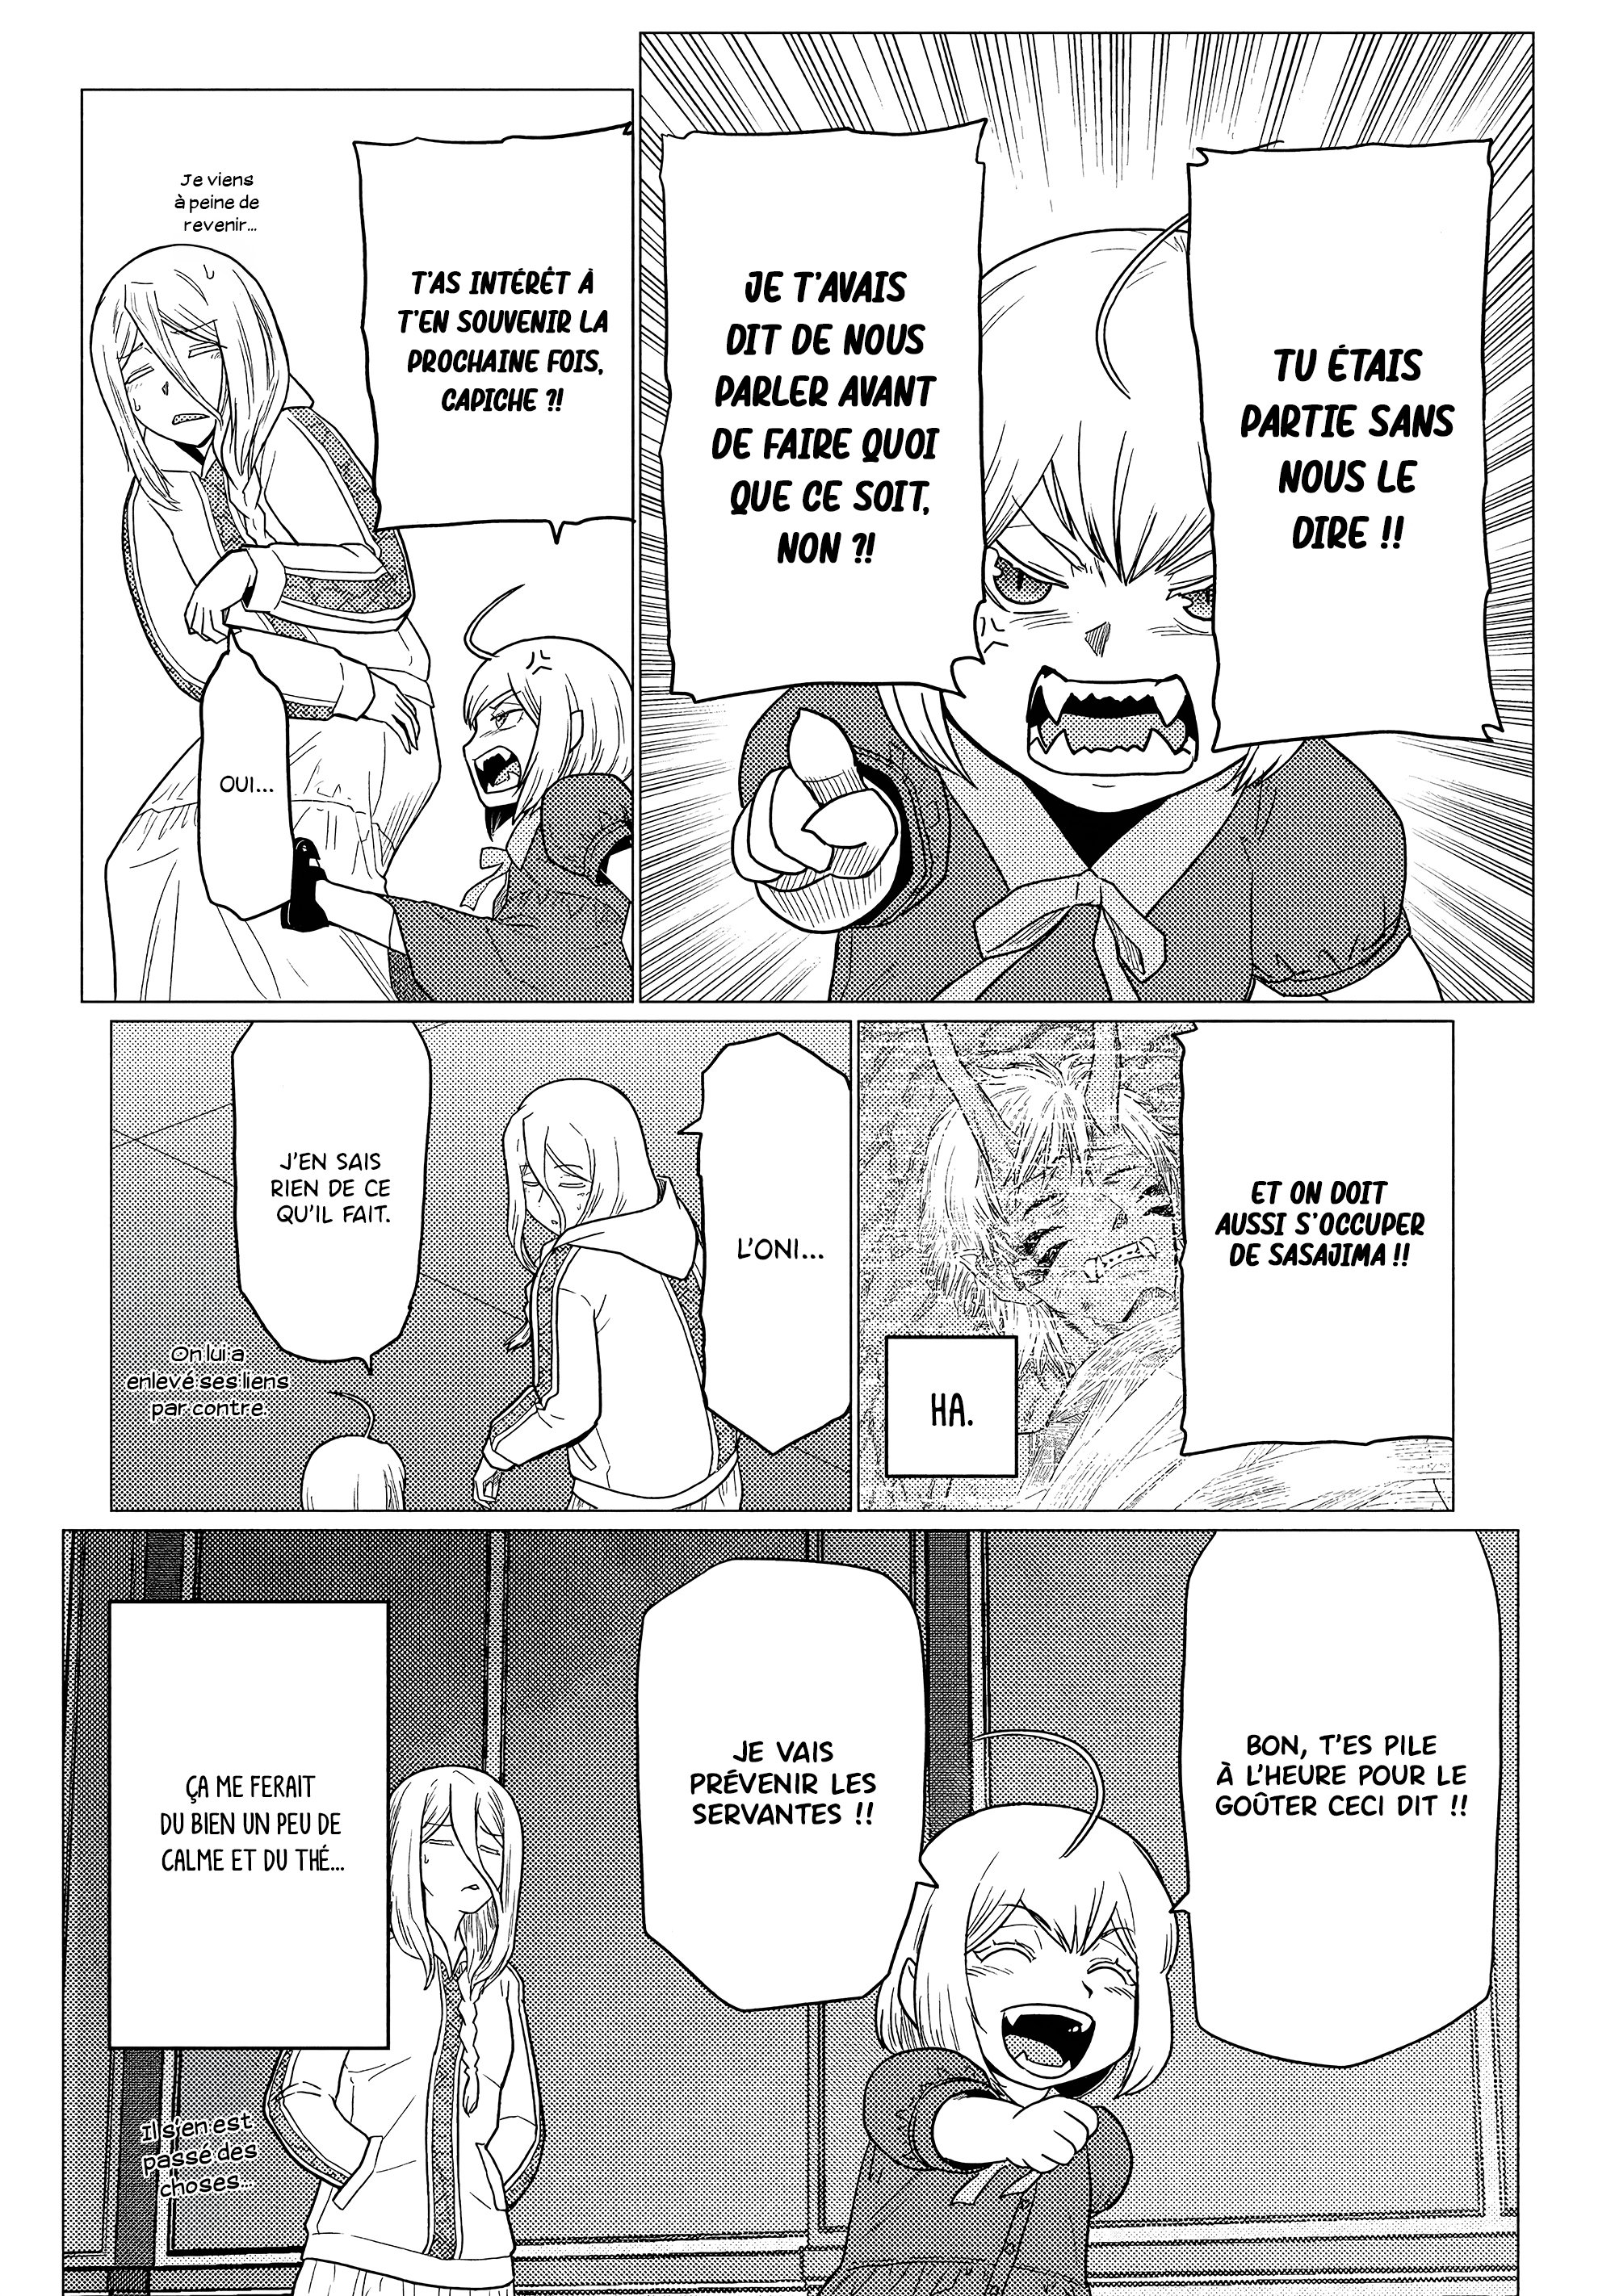 TU ÉTAIS
PARTIE SANS
NOUS LE
DIRE !!
JE T'AVAIS
DIT DE NOUS
PARLER AVANT
DE FAIRE QUOI
QUE CE SOIT,
NON ?!
T'AS INTÉRÊT À
T'EN SOUVENIR LA
PROCHAINE FOIS,
CAPICHE ?!
Je viens
à peine de
revenir...
OUI...
ET ON DOIT
AUSSI S'OCCUPER
DE SASAJIMA !!
HA.
L'ONI...
J'EN SAIS
RIEN DE CE
QU'IL FAIT.
On lui a
enlevé ses liens
par contre.
BON, T'ES PILE
À L'HEURE POUR LE
GOÛTER CECI DIT !!
JE VAIS
PRÉVENIR LES
SERVANTES !!
ÇA ME FERAIT
DU BIEN UN PEU DE
CALME ET DU THÉ...
Il s'en est
passé des
choses...